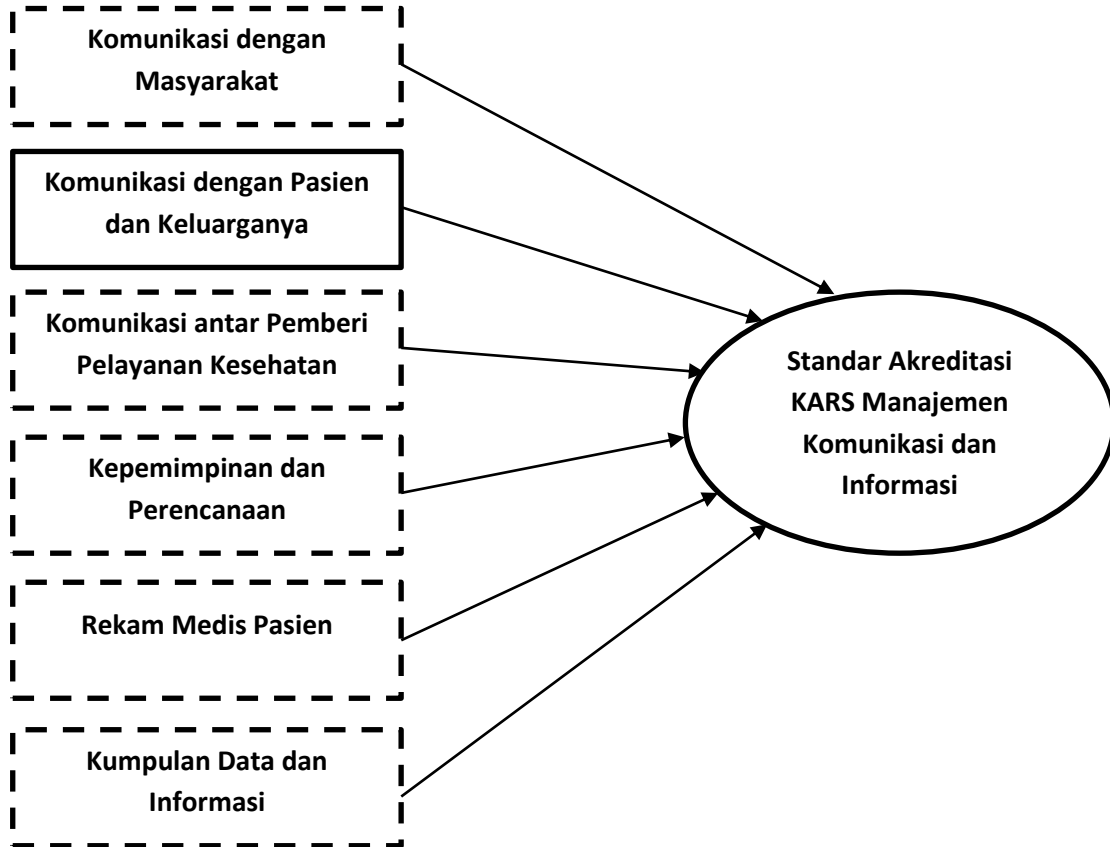 Komunikasi dengan
Masyarakat
Komunikasi dengan Pasien
dan Keluarganya
Komunikasi antar Pemberi
Pelayanan Kesehatan
Kepemimpinan dan
Perencanaan
Rekam Medis Pasien
Kumpulan Data dan
Informasi
Standar Akreditasi
KARS Manajemen
Komunikasi dan
Informasi